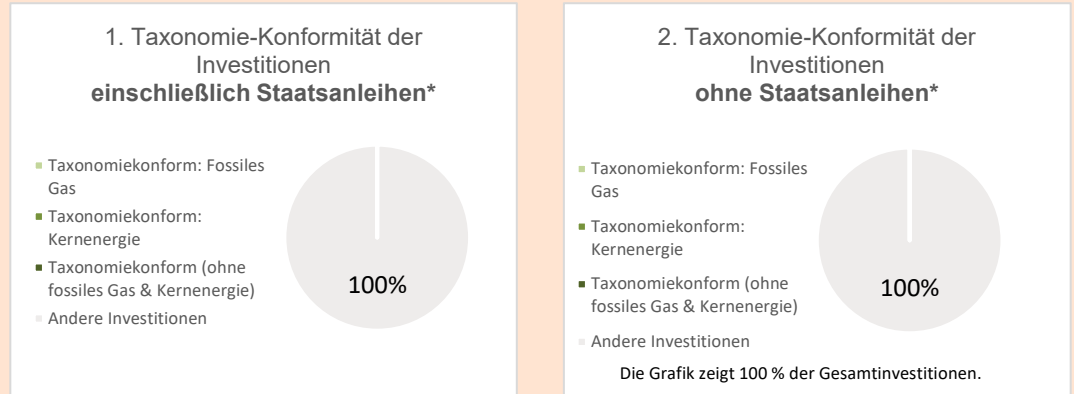 1. Taxonomie-Konformität der
Investitionen
einschließlich Staatsanleihen*
Taxonomiekonform: Fossiles
Gas
Taxonomiekonform:
Kernenergie
Taxonomiekonform (ohne
fossiles Gas & Kernenergie)
Andere Investitionen
100%
2. Taxonomie-Konformität der
Investitionen
ohne Staatsanleihen*
Taxonomiekonform: Fossiles
Gas
Taxonomiekonform:
Kernenergie
Taxonomiekonform (ohne
fossiles Gas & Kernenergie)
Andere Investitionen
100%
Die Grafik zeigt 100 % der Gesamtinvestitionen.